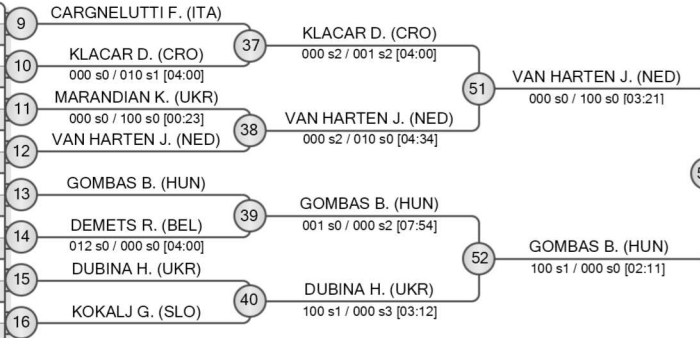 9
CARGNELUTTI F. (ITA)
10
KLACAR D. (CRO)
000 s0 / 010 s1 [04:00]
37
KLACAR D. (CRO)
000 s2 / 001 s2 [04:00]
11
MARANDIAN K. (UKR)
000 s0 / 100 s0 [00:23]
12
VAN HARTEN J. (NED)
38
VAN HARTEN J. (NED)
000 s2 / 010 s0 [04:34]
51
VAN HARTEN J. (NED)
000 s0 / 100 s0 [03:21]
13
GOMBAS B. (HUN)
14
DEMETS R. (BEL)
012 s0 / 000 s0 [04:00]
39
GOMBAS B. (HUN)
001 s0 / 000 s2 [07:54]
15
DUBINA H. (UKR)
16
KOKALJ G. (SLO)
40
DUBINA H. (UKR)
100 s1 / 000 s3 [03:12]
52
GOMBAS B. (HUN)
100 s1 / 000 s0 [02:11]